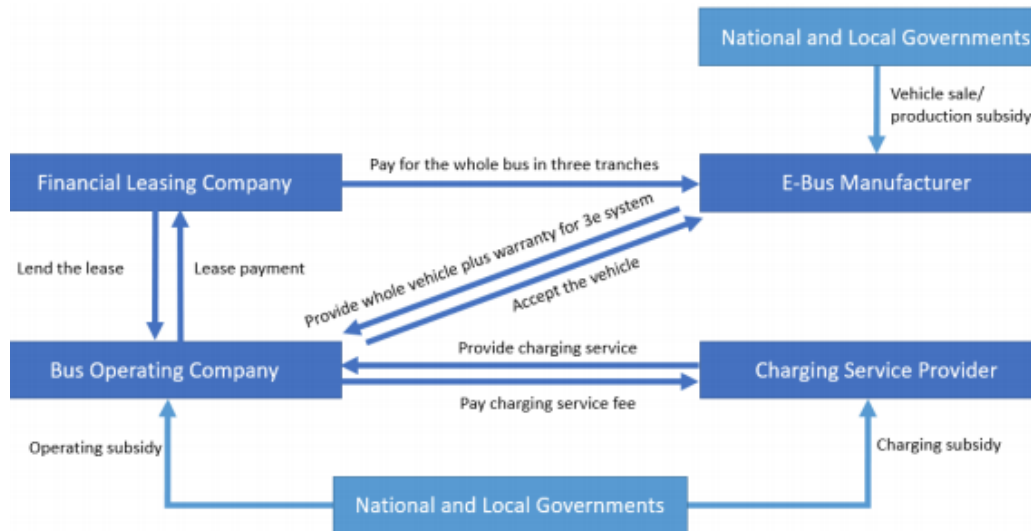 National and Local Governments
Vehicle sale/
production subsidy
Pay for the whole bus in three tranches
Financial Leasing Company
E-Bus Manufacturer
Provide whole vehicle plus warranty for 3e system
Accept the vehicle
Lend the lease
Lease payment
Provide charging service
Bus Operating Company
Charging Service Provider
Pay charging service fee
Operating subsidy
Charging subsidy
National and Local Governments